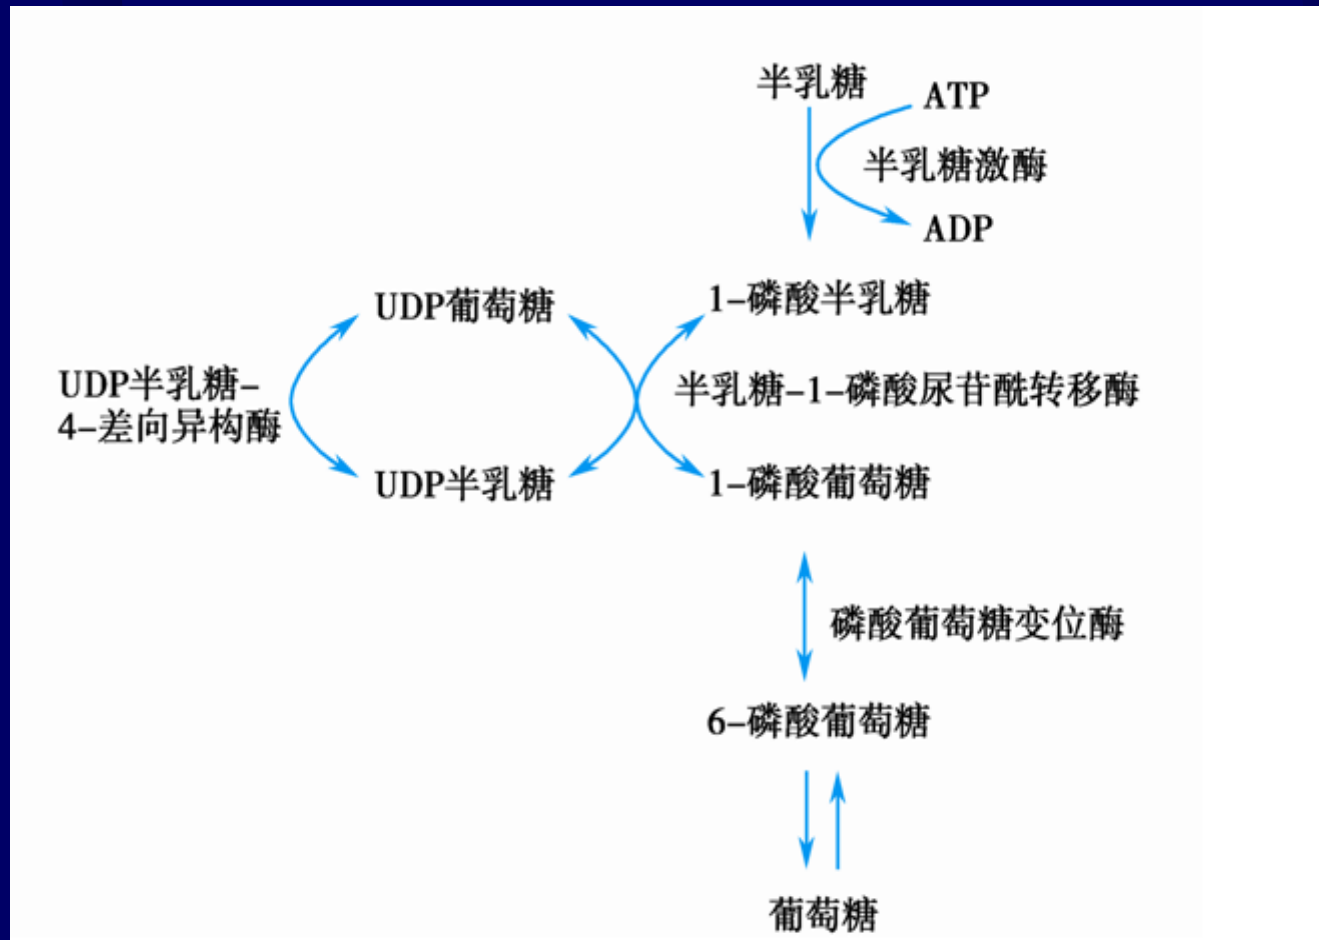 半乳糖
ATP
半乳糖激酶
ADP
UDP葡萄糖
1-磷酸半乳糖
UDP半乳糖-
4-差向异构酶
半乳糖-1-磷酸尿苷酰转移酶
UDP半乳糖
1-磷酸葡萄糖
磷酸葡萄糖变位酶
6-磷酸葡萄糖
葡萄糖